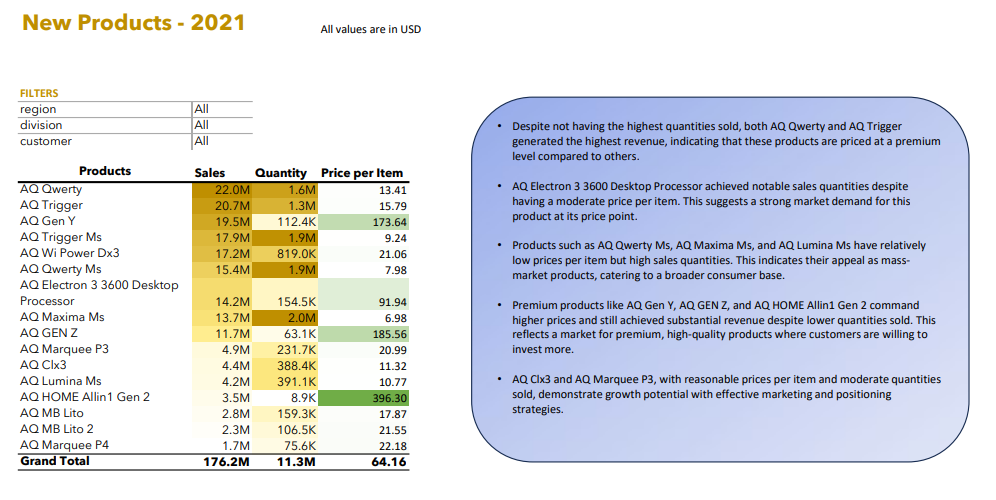 New Products - 2021
All values are in USD
FILTERS
region All
division All
customer All
Products Sales Quantity Price per Item
AQ Qwerty 22.0M 1.6M 13.41
AQ Trigger 20.7M 1.3M 15.79
AQ Gen Y 19.5M 112.4K 173.64
AQ Trigger Ms 17.9M 1.9M 9.24
AQ Wi Power Dx3 17.2M 819.0K 21.06
AQ Qwerty Ms 15.4M 1.9M 7.98
AQ Electron 3 3600 Desktop
Processor 14.2M 154.5K 91.94
AQ Maxima Ms 13.7M 2.0M 6.98
AQ GEN Z 11.7M 63.1K 185.56
AQ Marquee P3 4.9M 231.7K 20.99
AQ Clx3 4.4M 388.4K 11.32
AQ Lumina Ms 4.2M 391.1K 10.77
AQ HOME Allin1 Gen 2 3.5M 8.9K 396.30
AQ MB Lito 2.8M 159.3K 17.87
AQ MB Lito 2 2.3M 106.5K 21.55
AQ Marquee P4 1.7M 75.6K 22.18
Grand Total 176.2M 11.3M 64.16
• Despite not having the highest quantities sold, both AQ Qwerty and AQ Trigger
generated the highest revenue, indicating that these products are priced at a premium
level compared to others.
• AQ Electron 3 3600 Desktop Processor achieved notable sales quantities despite
having a moderate price per item. This suggests a strong market demand for this
product at its price point.
• Products such as AQ Qwerty Ms, AQ Maxima Ms, and AQ Lumina Ms have relatively
low prices per item but high sales quantities. This indicates their appeal as mass-
market products, catering to a broader consumer base.
• Premium products like AQ Gen Y, AQ GEN Z, and AQ HOME Allin1 Gen 2 command
higher prices and still achieved substantial revenue despite lower quantities sold. This
reflects a market for premium, high-quality products where customers are willing to
invest more.
• AQ Clx3 and AQ Marquee P3, with reasonable prices per item and moderate quantities
sold, demonstrate growth potential with effective marketing and positioning
strategies.